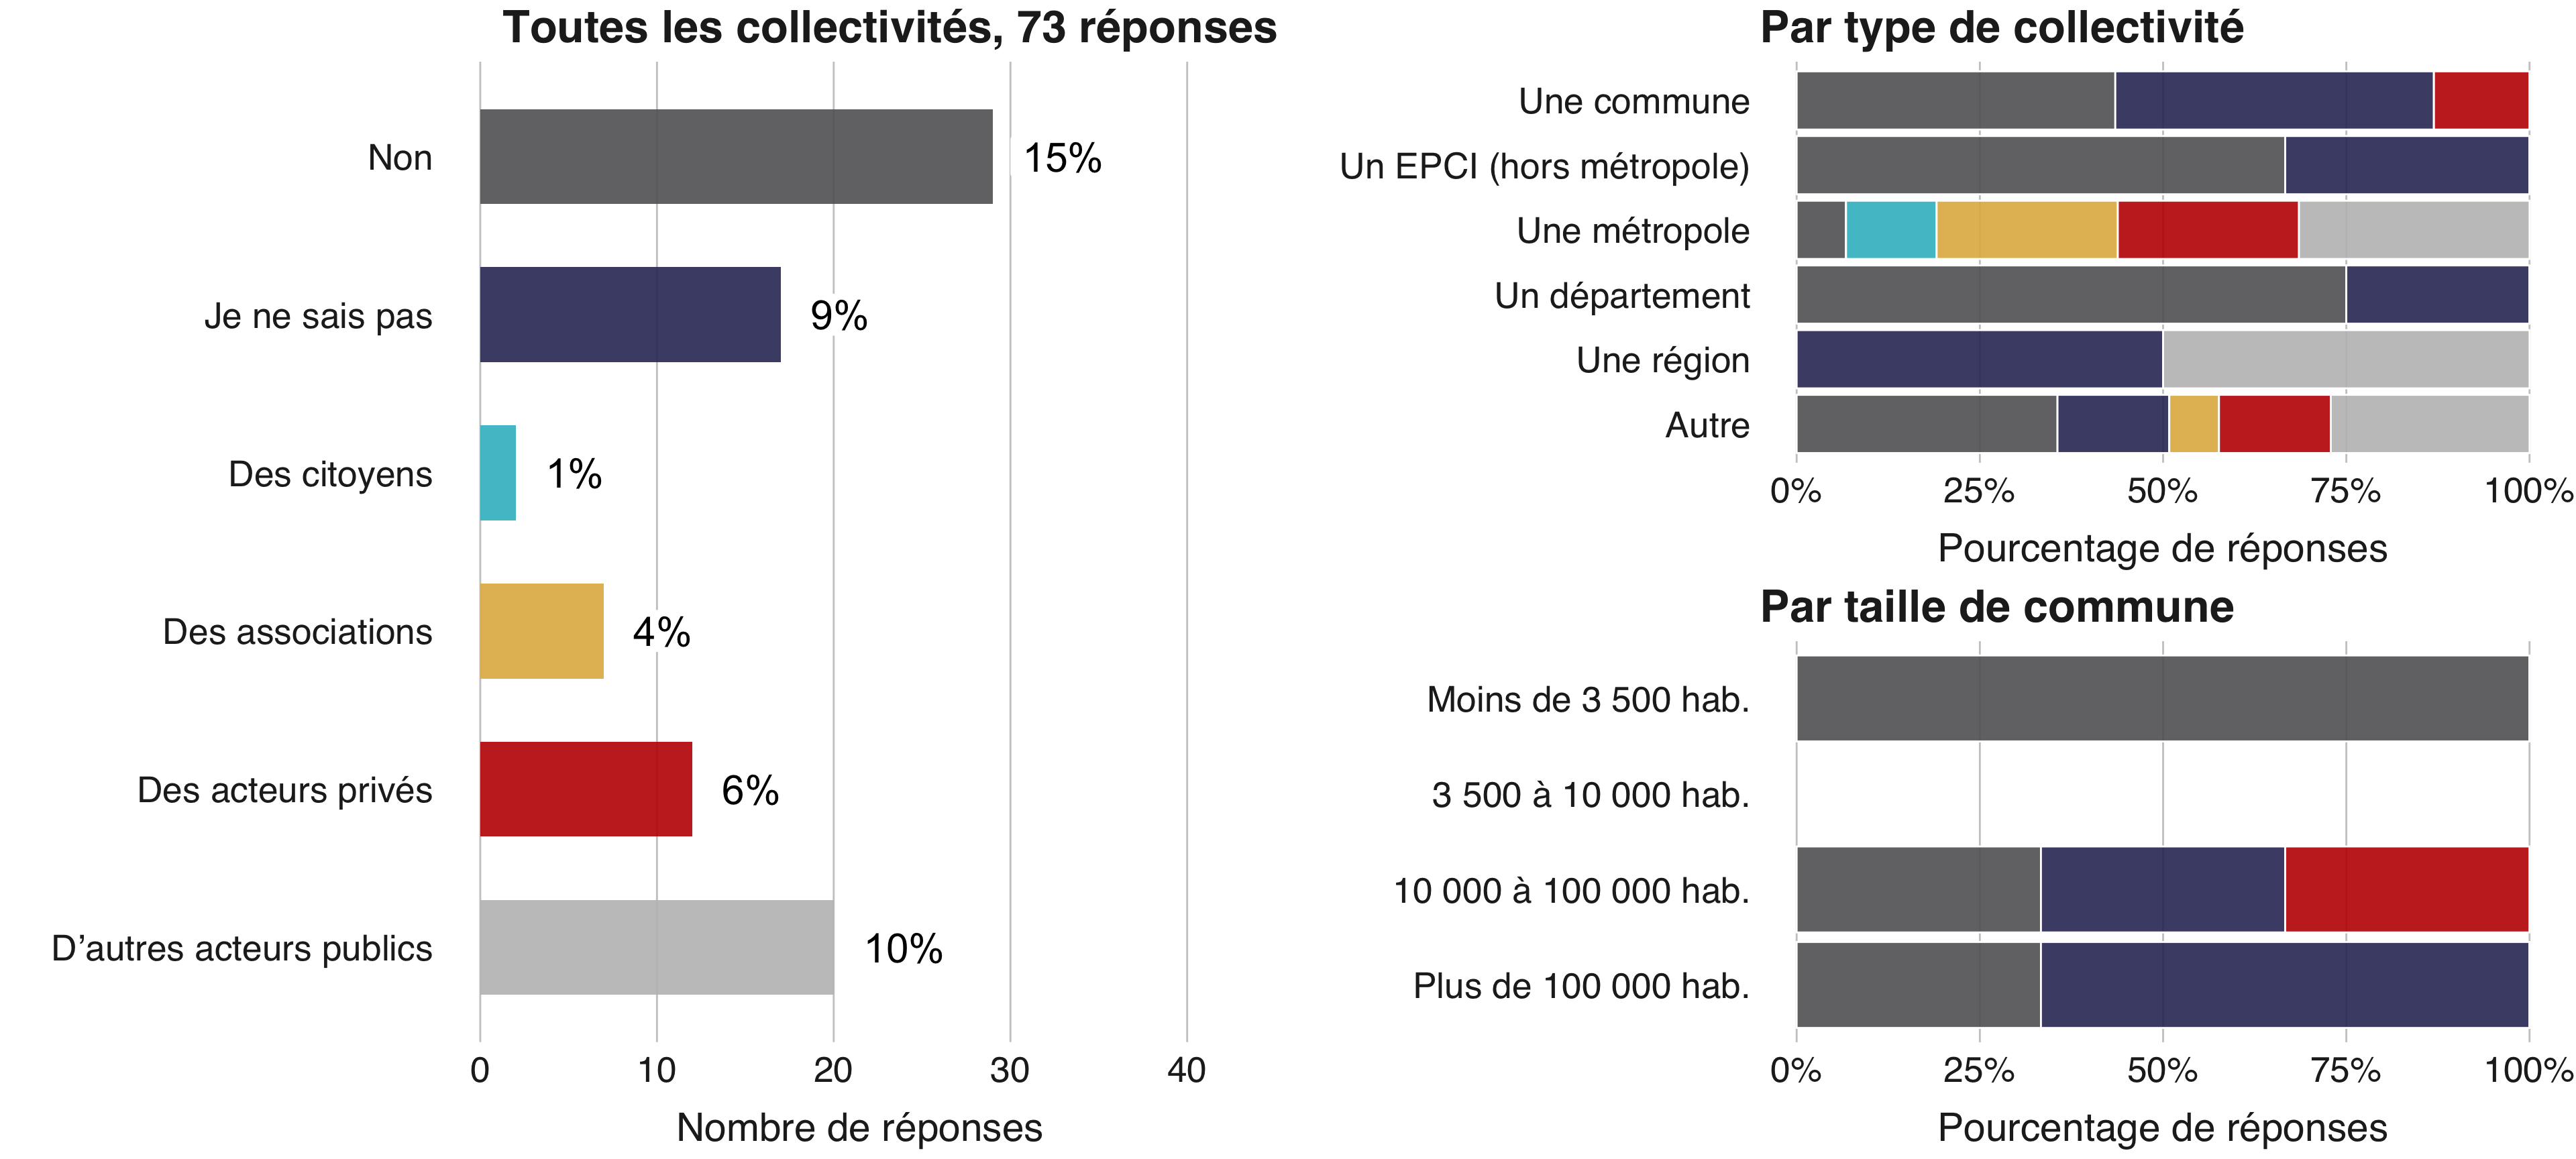 Toutes les collectivités, 73 réponses
Non
15%
Je ne sais pas
9%
Des citoyens
1%
Des associations
4%
Des acteurs privés
6%
D’autres acteurs publics
10%
0 10 20 30 40
Nombre de réponses
Par type de collectivité
Une commune
Un EPCI (hors métropole)
Une métropole
Un département
Une région
Autre
0% 25% 50% 75% 100%
Pourcentage de réponses
Par taille de commune
Moins de 3 500 hab.
3 500 à 10 000 hab.
10 000 à 100 000 hab.
Plus de 100 000 hab.
0% 25% 50% 75% 100%
Pourcentage de réponses